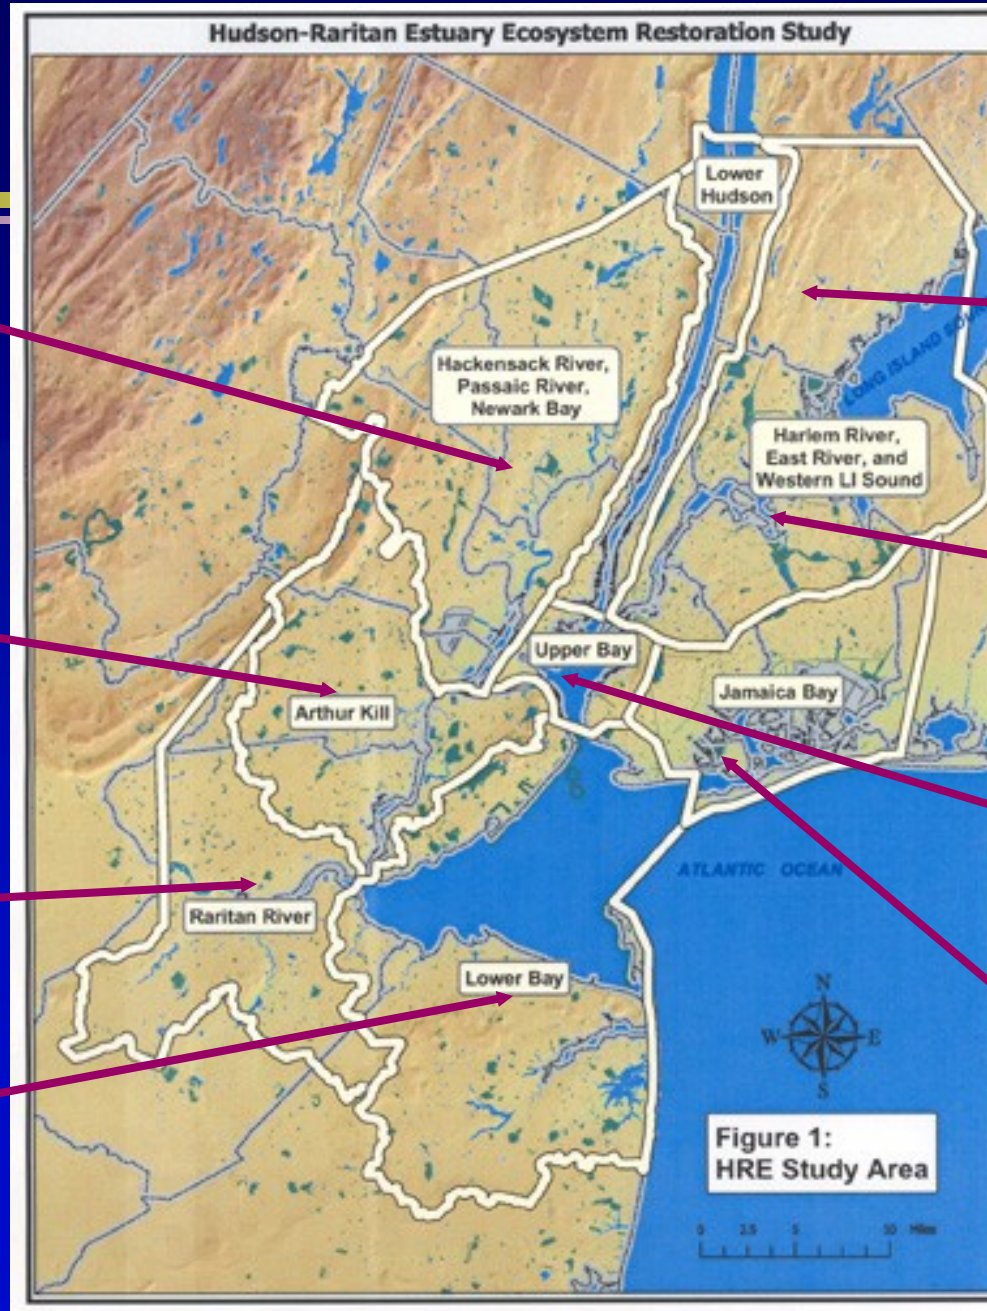 Hudson-Raritan Estuary Ecosystem Restoration Study
Lower
Hudson
Hackensack River,
Passaic River,
Newark Bay
LONG ISLAND SOUND
Harlem River,
East River, and
Western LI Sound
Upper Bay
Jamaica Bay
Arthur Kill
ATLANTIC OCEAN
Raritan River
Lower Bay
N
W E
S
Figure 1:
HRE Study Area
0 2.5 5 10 Miles